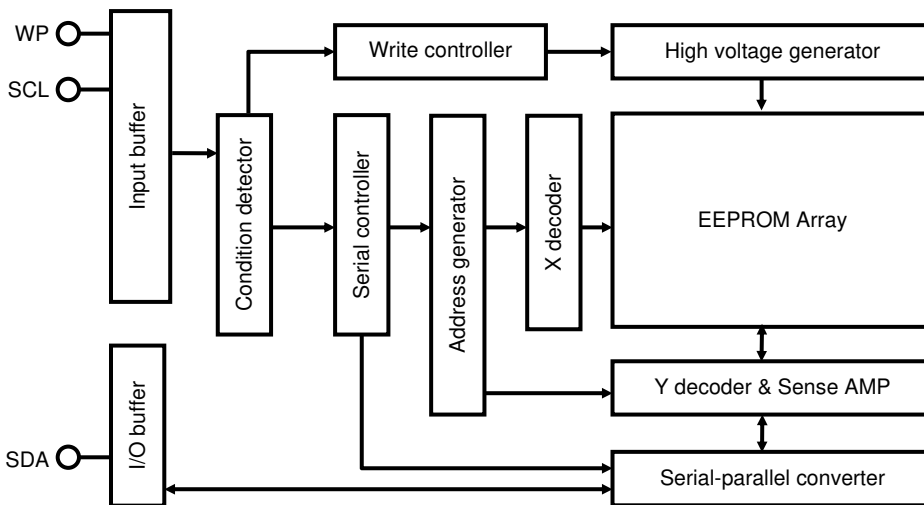 WP
SCL
SDA
Input buffer
I/O buffer
Condition detector
Write controller
High voltage generator
Serial controller
Address generator
X decoder
EEPROM Array
Y decoder & Sense AMP
Serial-parallel converter